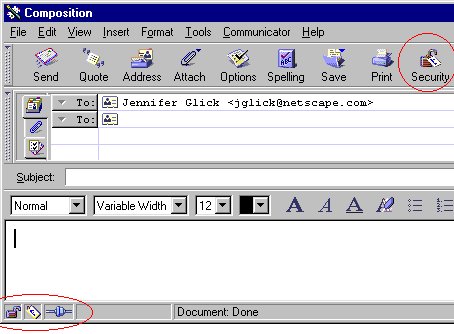 Composition
File Edit View Insert Format Tools Communicator Help
Send Quote Address Attach Options Spelling Save Print Security
To: Jennifer Glick <jglick@netscape.com>
To:
Subject:
Normal Variable Width 12 A A A A
Document: Done